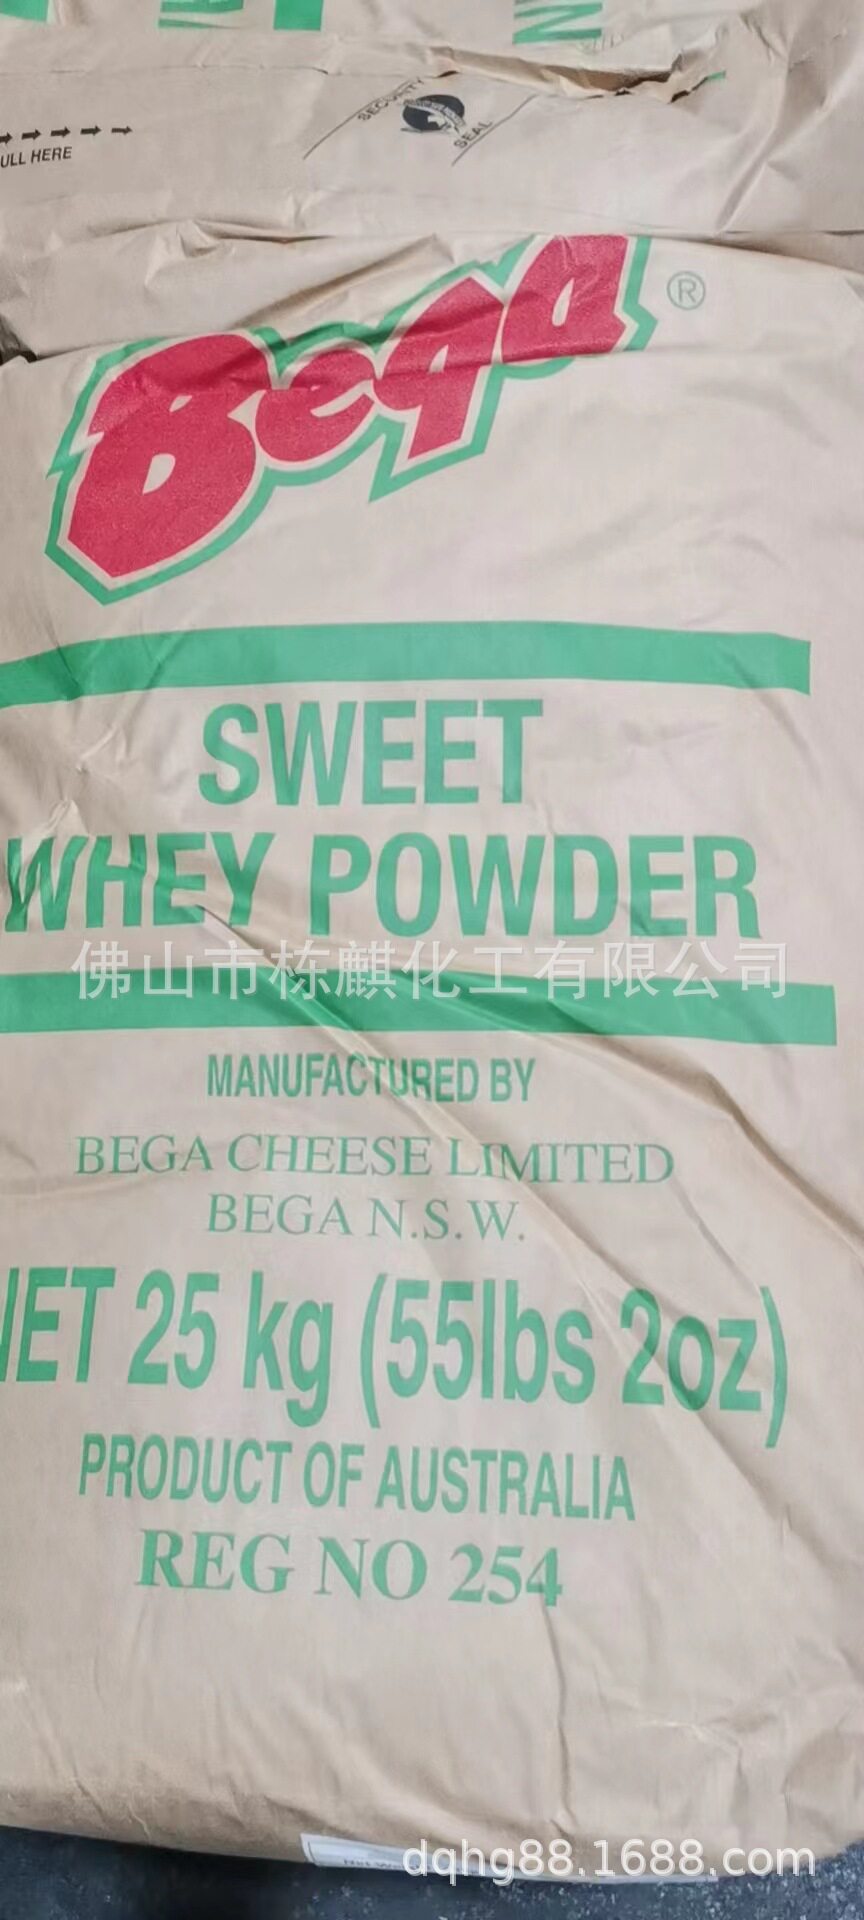 ULL HERE
SECURITY
SEAL
Bega ®
SWEET
WHEY POWDER
佛山市栋麒化工有限公司
MANUFACTURED BY
BEGA CHEESE LIMITED
BEGA N.S.W.
NET 25 kg (55lbs 2oz)
PRODUCT OF AUSTRALIA
REG NO 254
dqhg88.1688.com